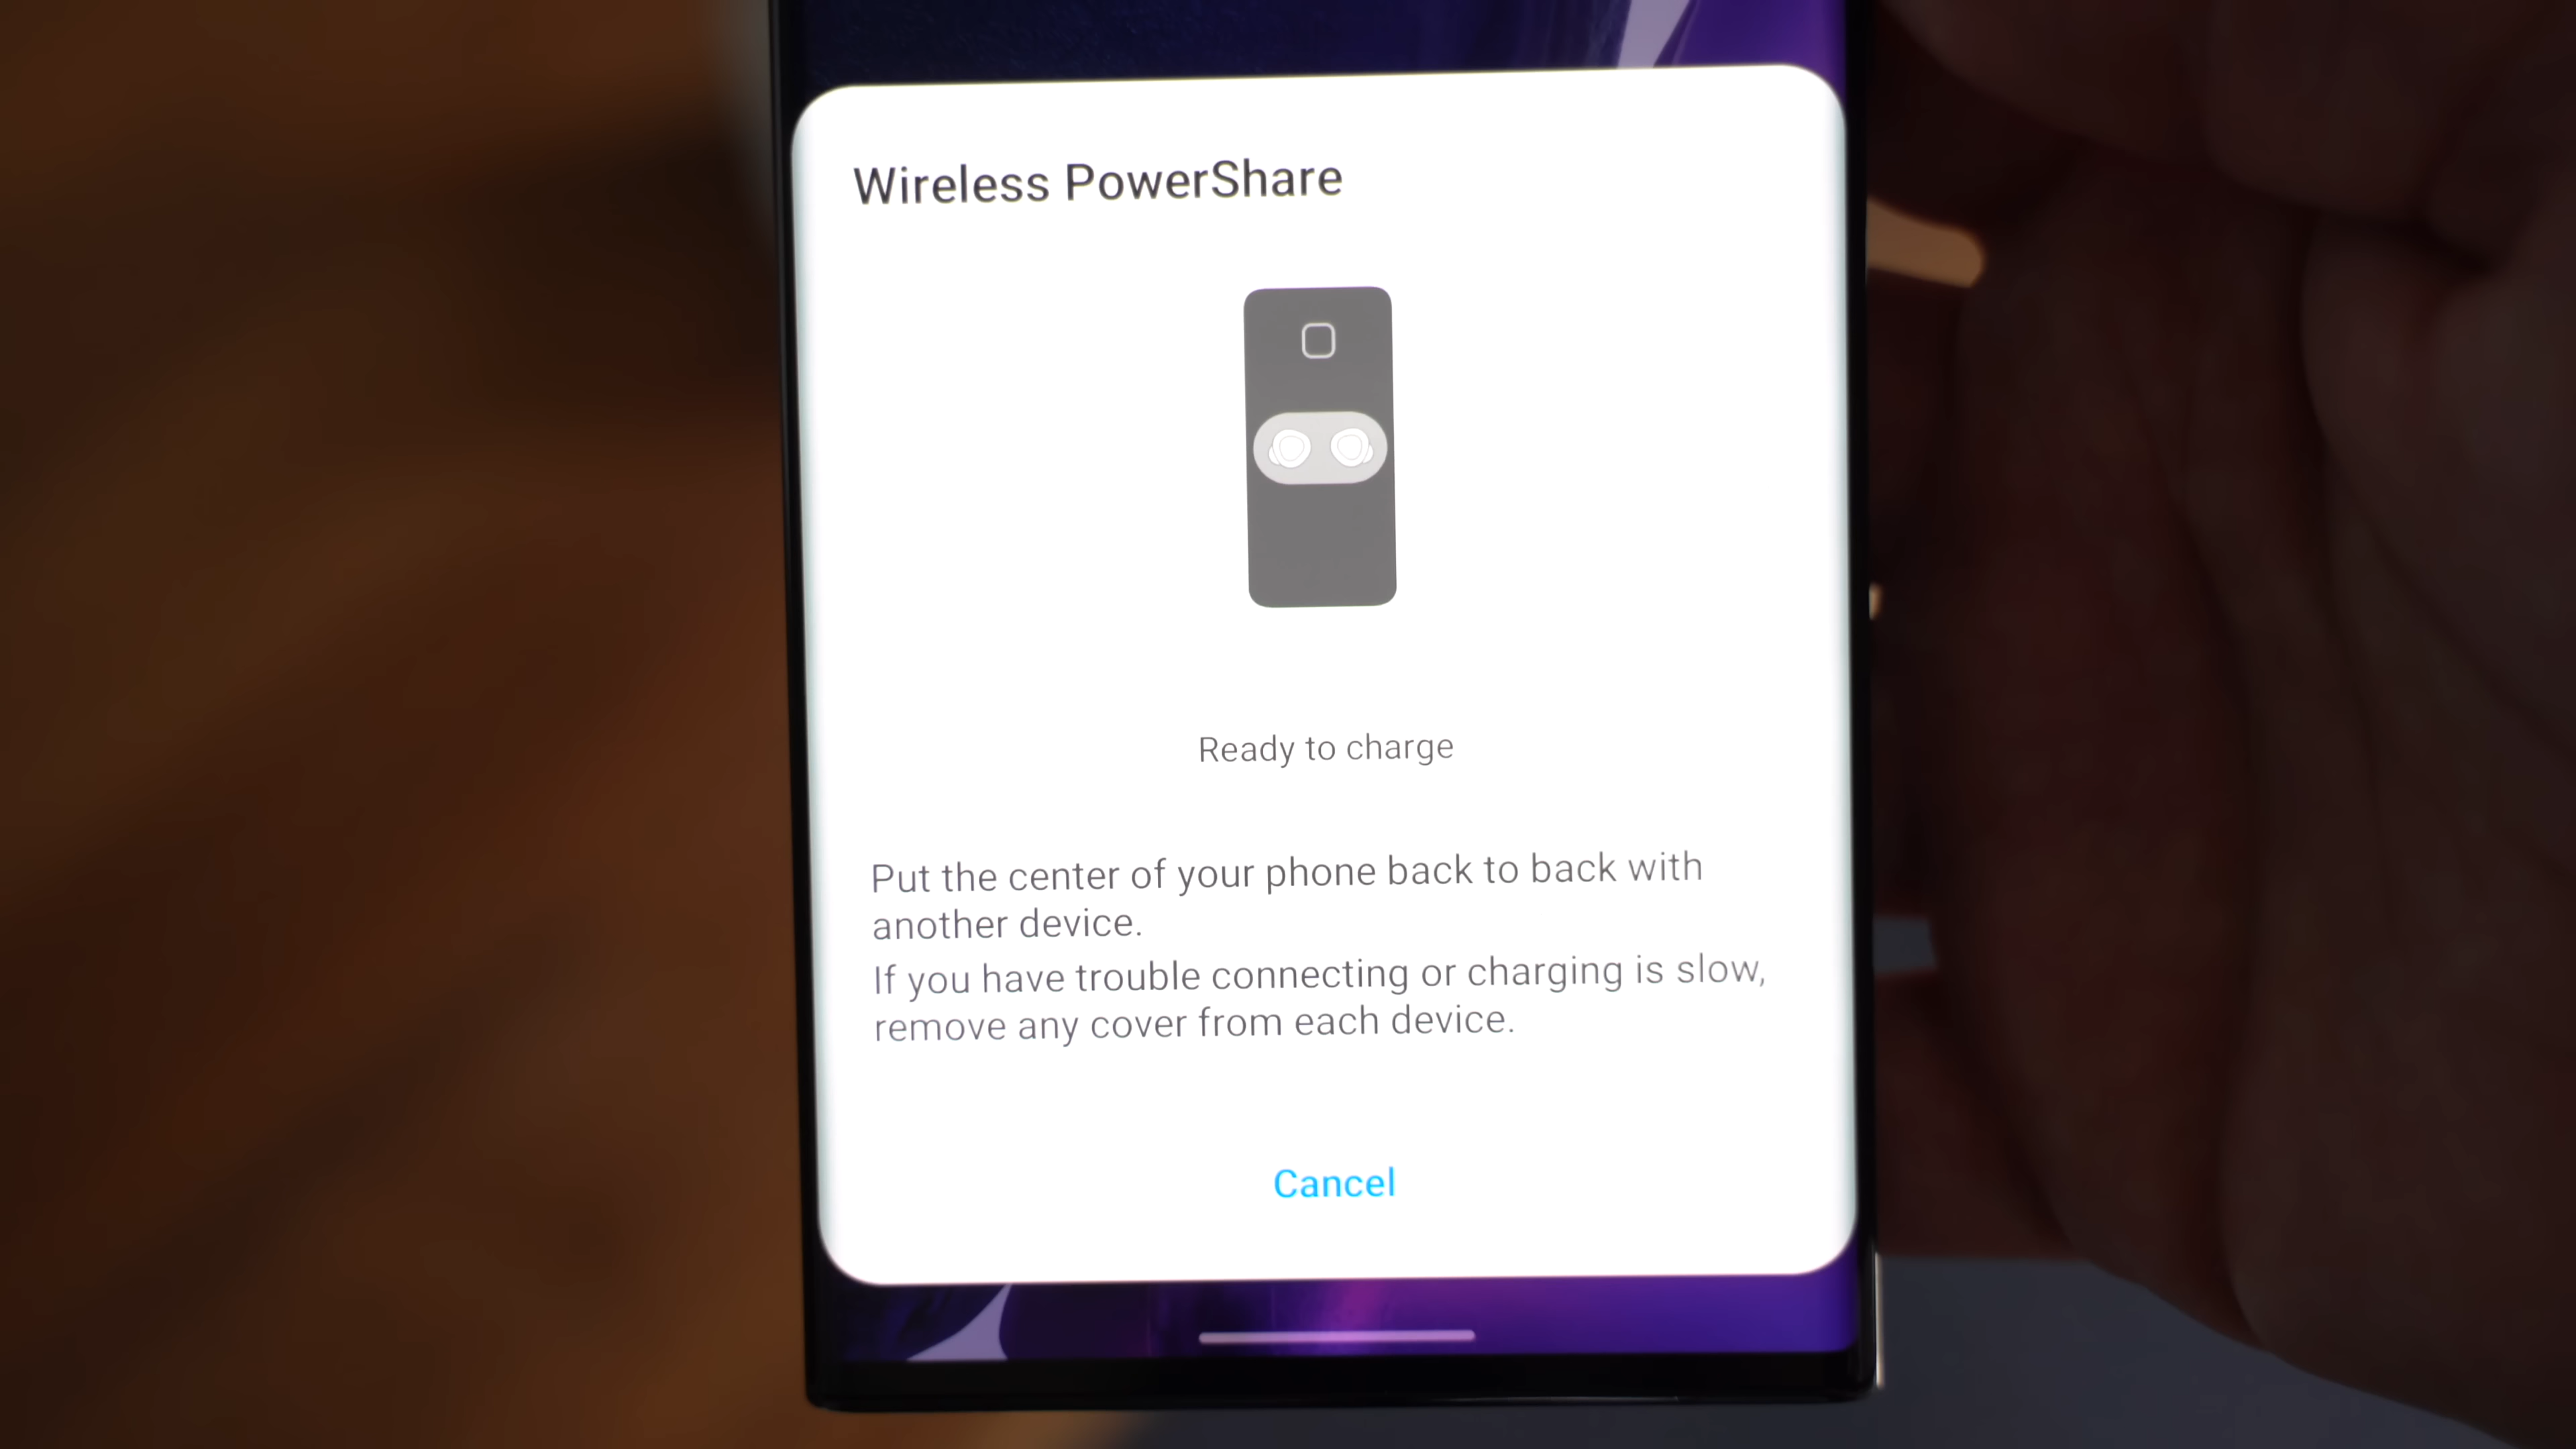 Wireless PowerShare
Ready to charge
Put the center of your phone back to back with
another device.
If you have trouble connecting or charging is slow,
remove any cover from each device.
Cancel